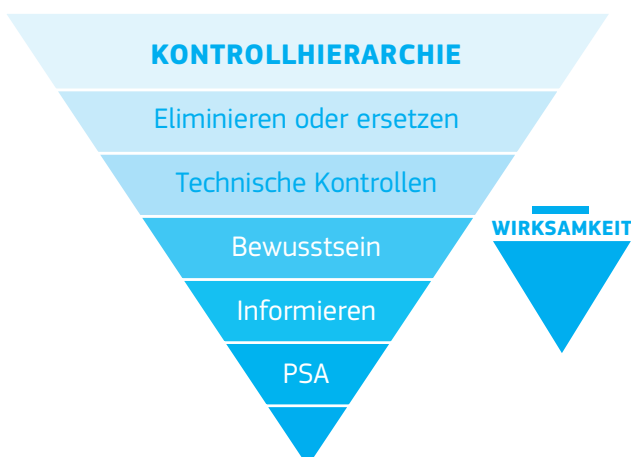 KONTROLLHIERARCHIE
Eliminieren oder ersetzen
Technische Kontrollen
Bewusstsein
WIRKSAMKEIT
Informieren
PSA